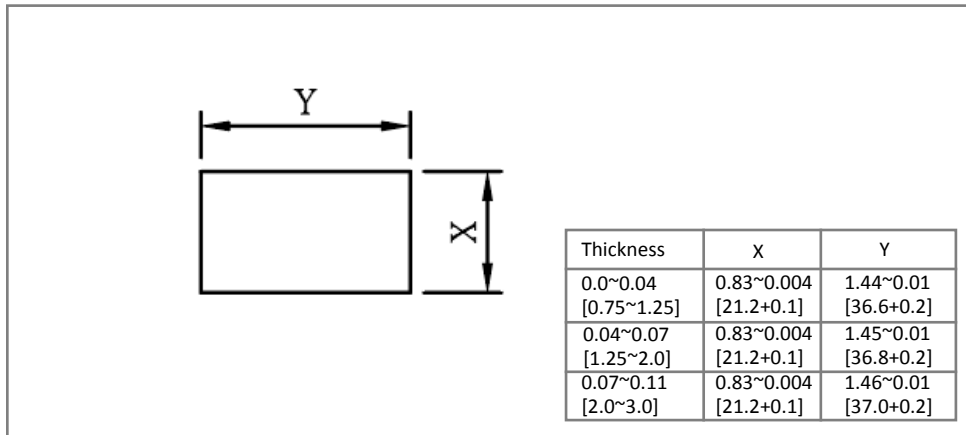 Y
X
Thickness X Y
0.0~0.04 0.83~0.004 1.44~0.01
[0.75~1.25] [21.2+0.1] [36.6+0.2]
0.04~0.07 0.83~0.004 1.45~0.01
[1.25~2.0] [21.2+0.1] [36.8+0.2]
0.07~0.11 0.83~0.004 1.46~0.01
[2.0~3.0] [21.2+0.1] [37.0+0.2]